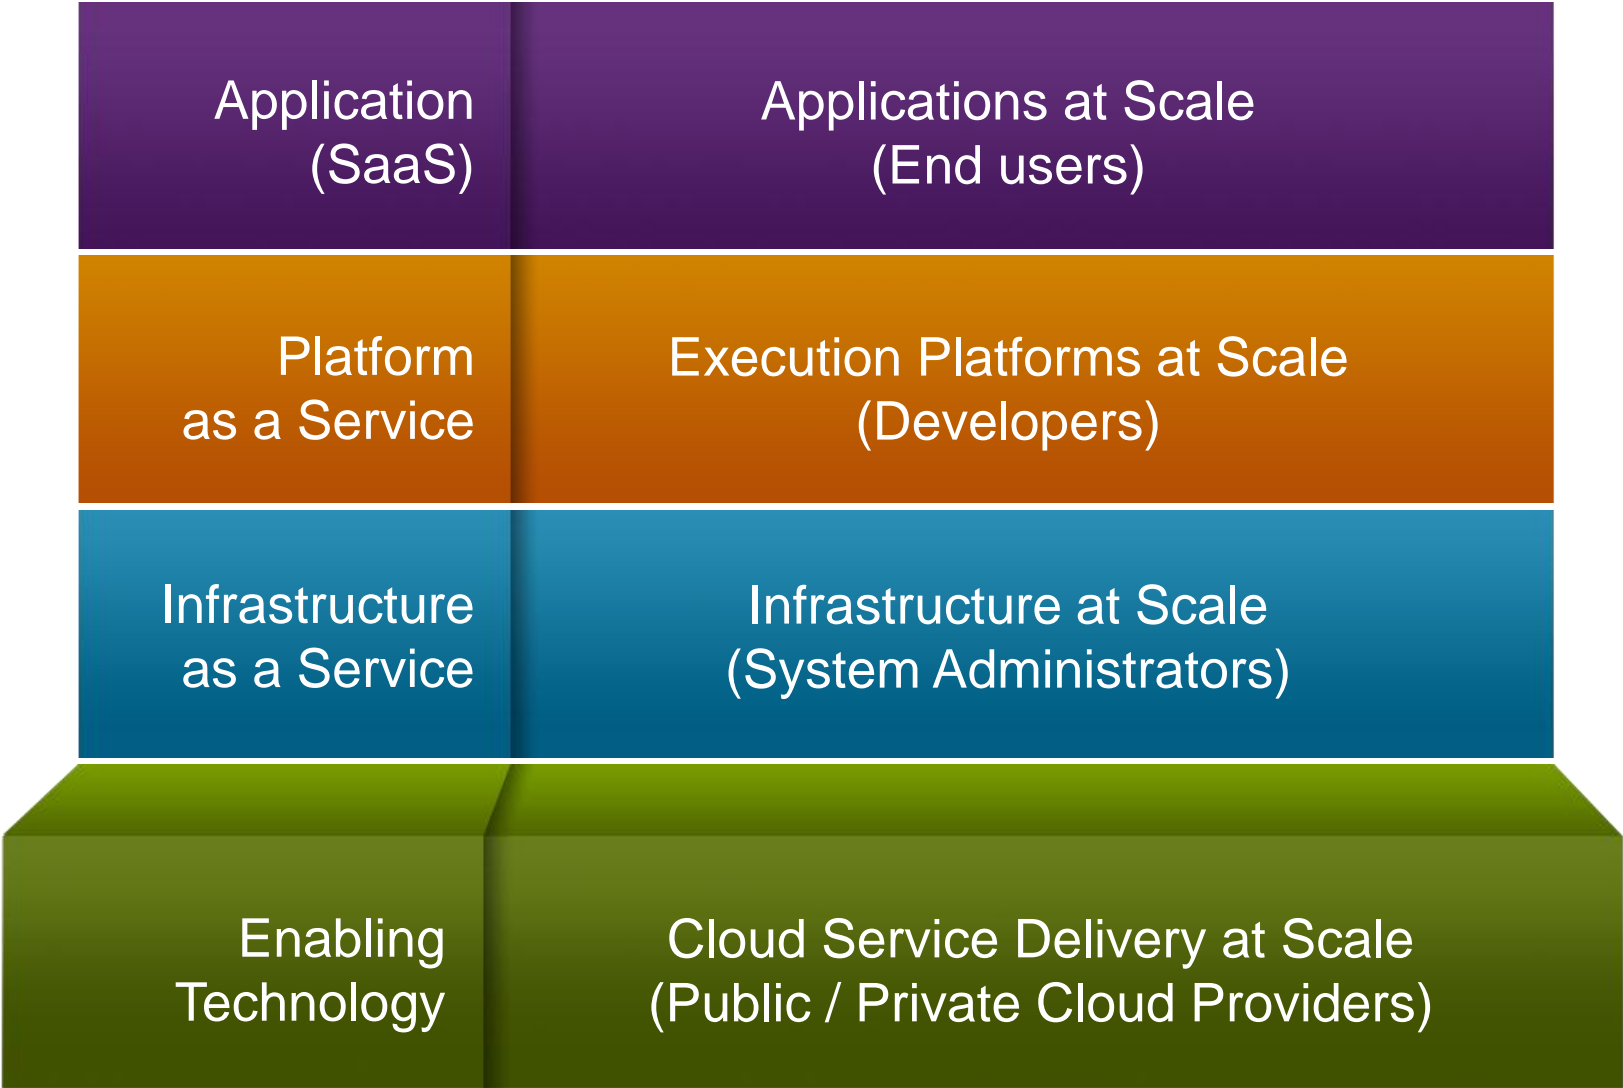 Application
(SaaS)
Applications at Scale
(End users)
Platform
as a Service
Execution Platforms at Scale
(Developers)
Infrastructure
as a Service
Infrastructure at Scale
(System Administrators)
Enabling
Technology
Cloud Service Delivery at Scale
(Public / Private Cloud Providers)